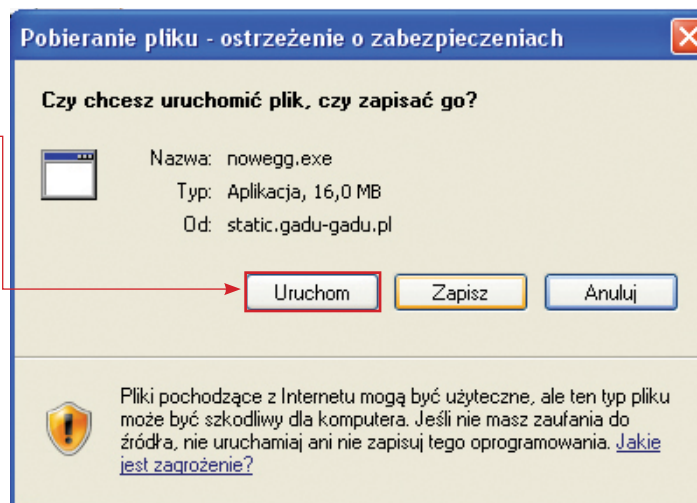 Pobieranie pliku - ostrzeżenie o zabezpieczeniach
Czy chcesz uruchomić plik, czy zapisać go?
Nazwa: nowegg.exe
Typ: Aplikacja, 16,0 MB
Od: static.gadu-gadu.pl
Uruchom Zapisz Anuluj
Pliki pochodzące z Internetu mogą być użyteczne, ale ten typ pliku
może być szkodliwy dla komputera. Jeśli nie masz zaufania do
źródła, nie uruchamiaj ani nie zapisuj tego oprogramowania. Jakie
jest zagrożenie?